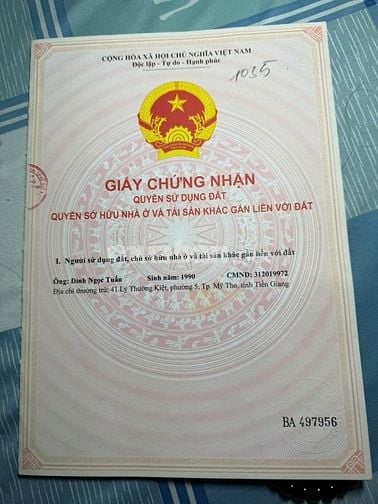 CỘNG HÒA XÃ HỘI CHỦ NGHĨA VIỆT NAM
Độc lập - Tự do - Hạnh phúc
1035
GIẤY CHỨNG NHẬN
QUYỀN SỬ DỤNG ĐẤT
QUYỀN SỞ HỮU NHÀ Ở VÀ TÀI SẢN KHÁC GẮN LIỀN VỚI ĐẤT
I. Người sử dụng đất, chủ sở hữu nhà ở và tài sản khác gắn liền với đất
Ông: Đinh Ngọc Tuấn Sinh năm: 1990 CMND: 312019972
Địa chỉ thường trú: 41 Lý Thường Kiệt, phường 5, Tp. Mỹ Tho, tỉnh Tiền Giang
BA 497956